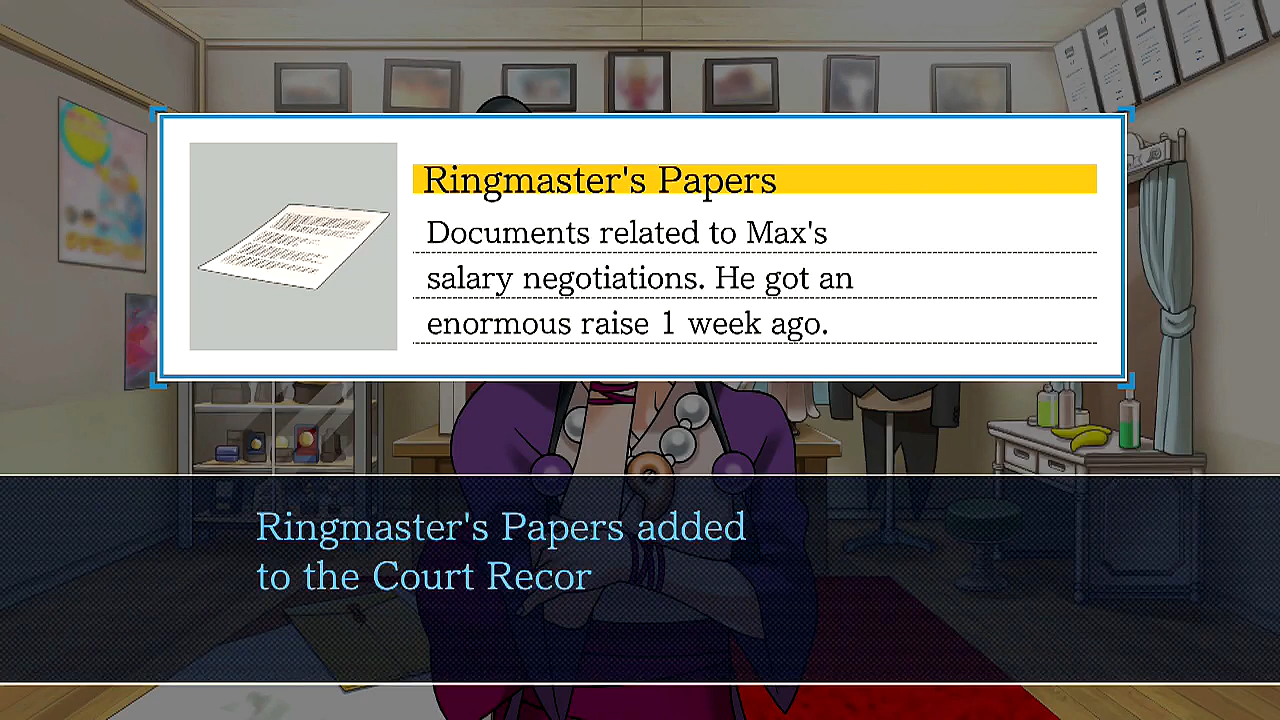 Ringmaster's Papers
Documents related to Max's
salary negotiations. He got an
enormous raise 1 week ago.
Ringmaster's Papers added
to the Court Recor